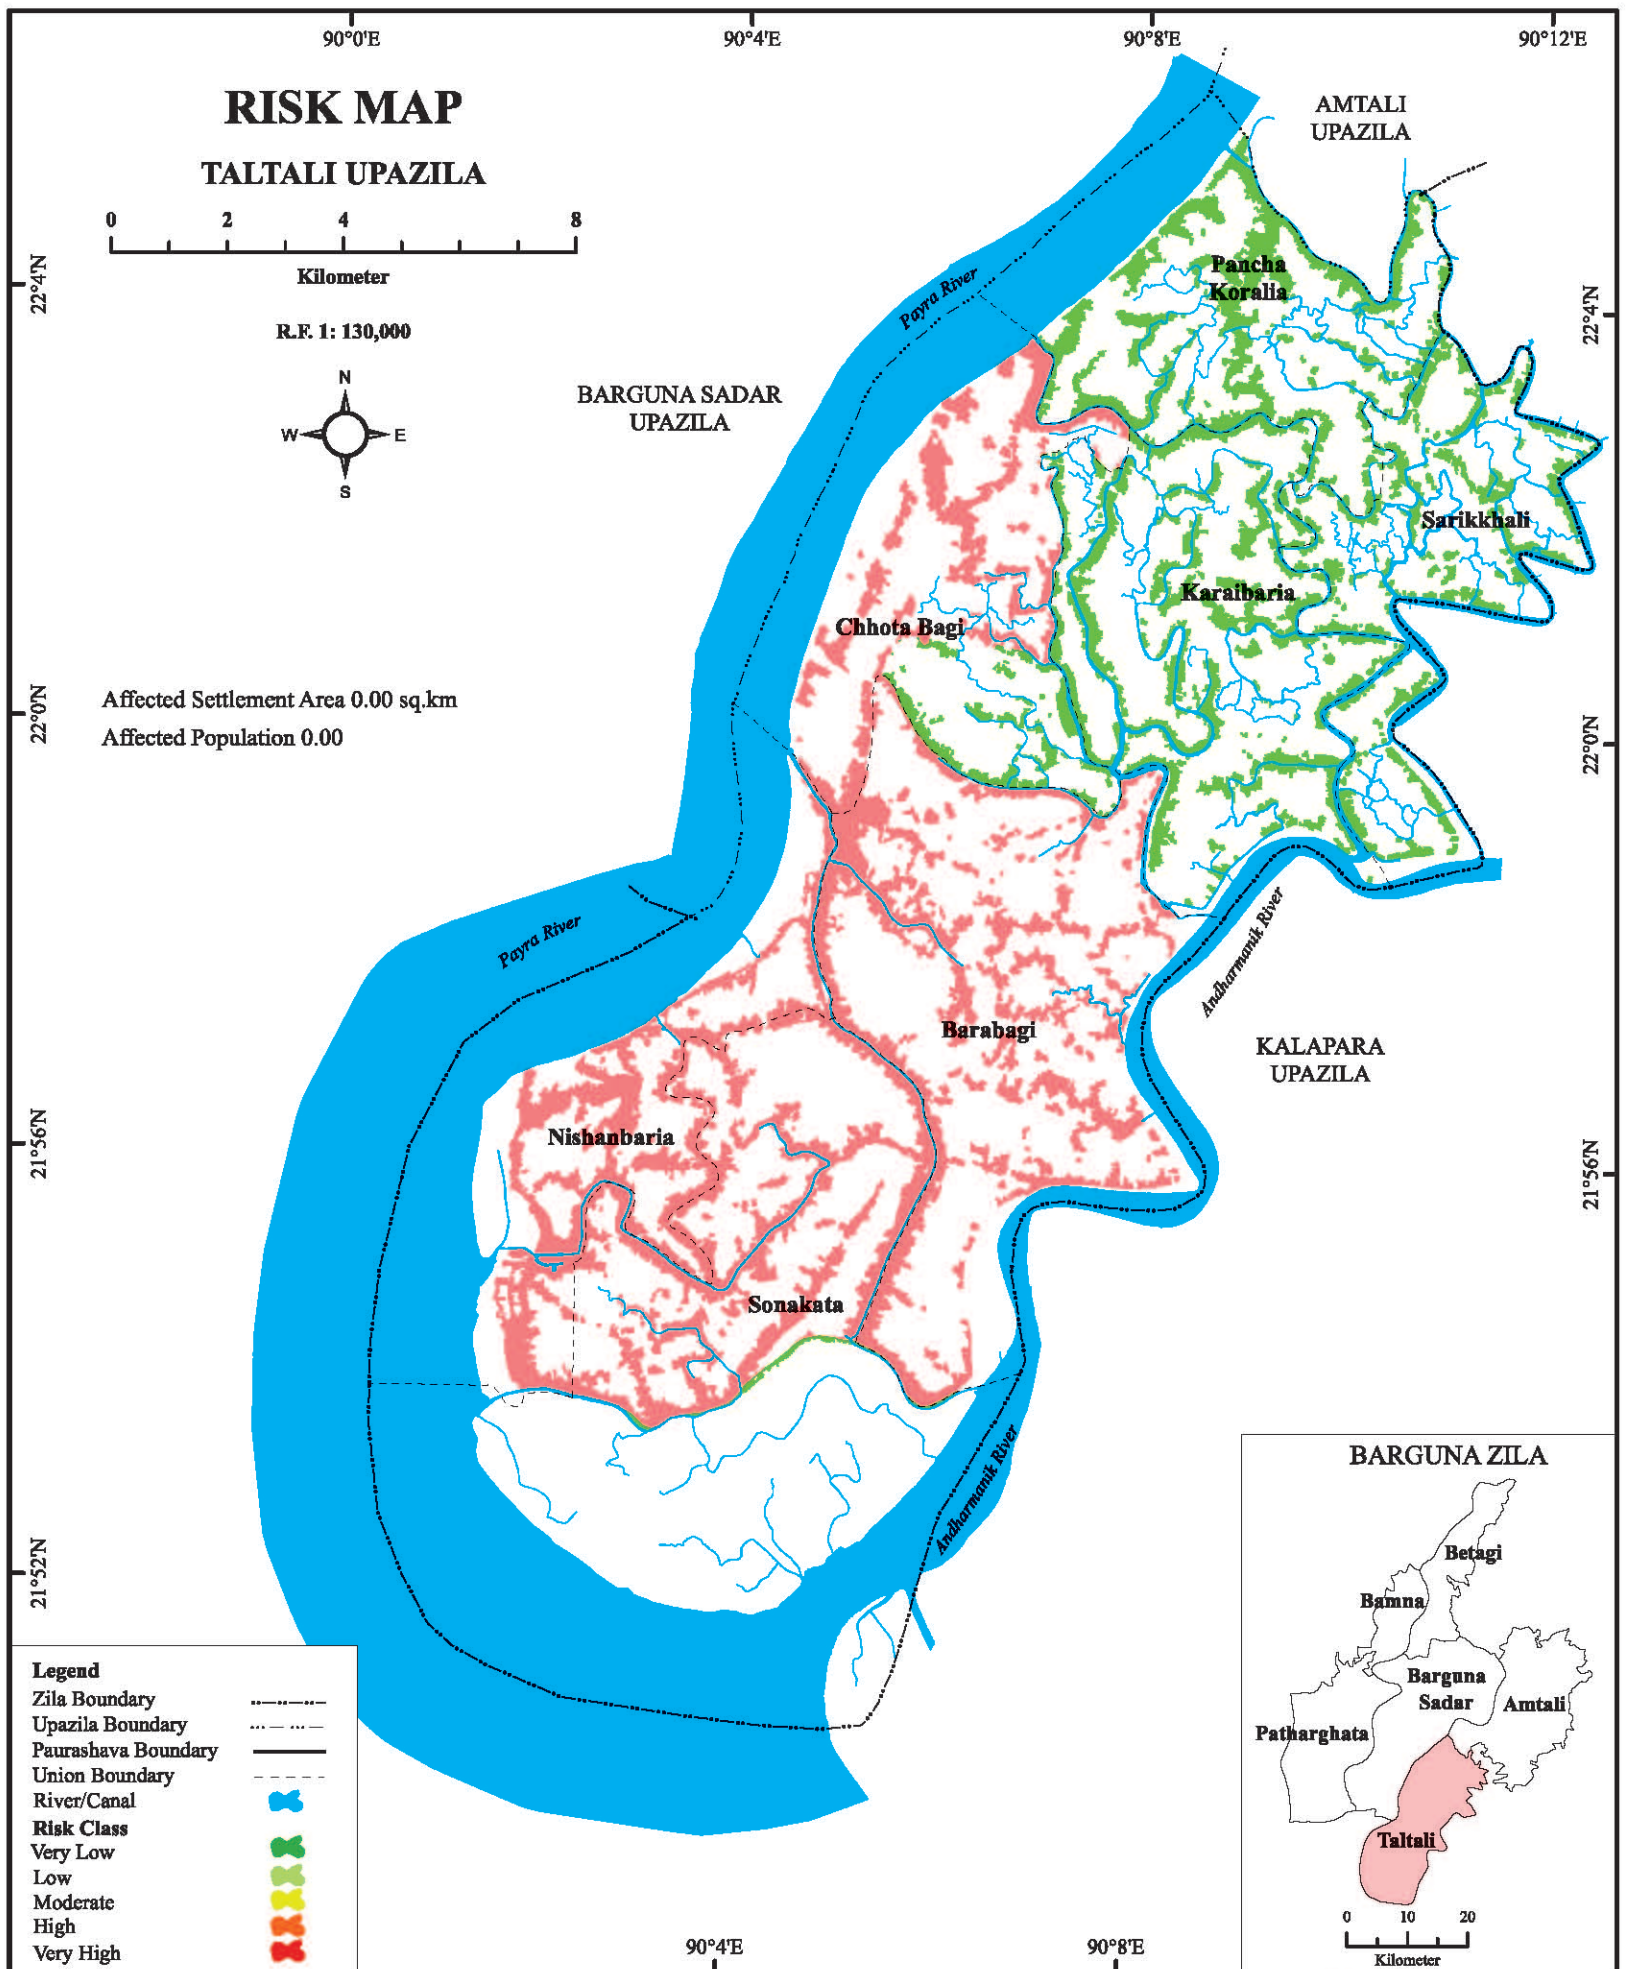 90°0'E
90°4'E
90°8'E
90°12'E
RISK MAP
TALTALI UPAZILA
0 2 4 8
Kilometer
R.F. 1: 130,000
N
W E
S
AMTALI
UPAZILA
22°4'N
22°4'N
Payra River
Pancha
Koralia
BARGUNA SADAR
UPAZILA
Sarikkhali
Karaibaria
Chhota Bagi
Affected Settlement Area 0.00 sq.km
Affected Population 0.00
22°0'N
22°0'N
Payra River
Andharmanik River
Barabagi
KALAPARA
UPAZILA
Nishanbaria
21°56'N
21°56'N
Sonakata
Andharmanik River
21°52'N
BARGUNA ZILA
Betagi
Bamna
Barguna
Sadar
Amtali
Patharghata
Taltali
0 10 20
Kilometer
Legend
Zila Boundary
Upazila Boundary
Paurashava Boundary
Union Boundary
River/Canal
Risk Class
Very Low
Low
Moderate
High
Very High
90°4'E
90°8'E